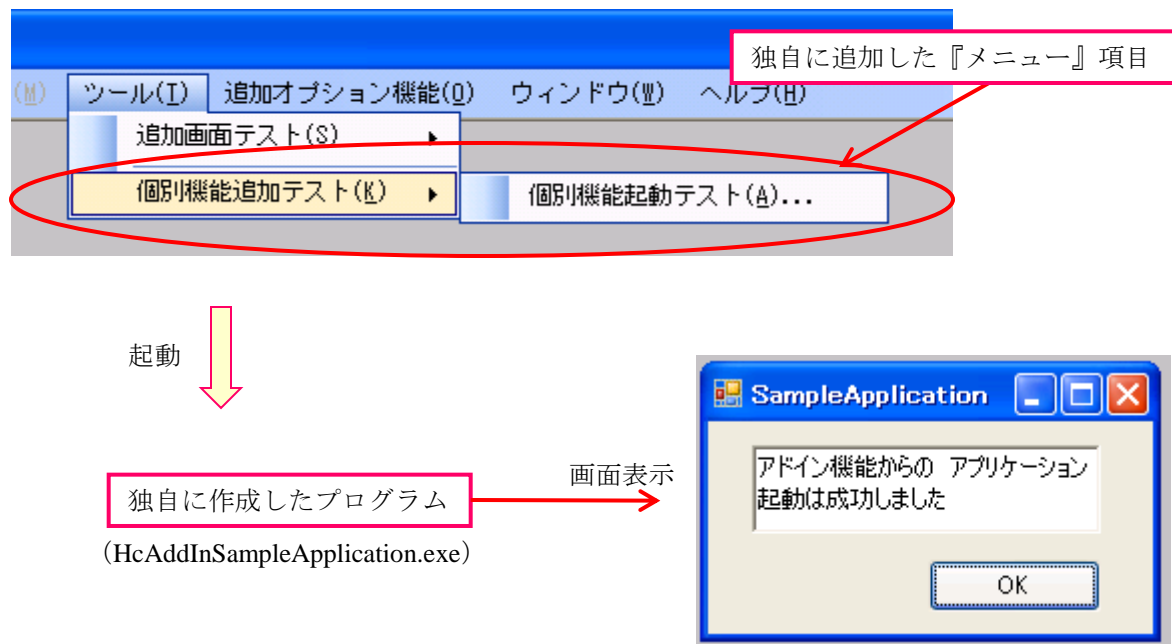 独自に追加した『メニュー』項目
(M) ツール(T) 追加オプション機能(O) ウィンドウ(W) ヘルプ(H)
追加画面テスト(S)
個別機能追加テスト(K) 個別機能起動テスト(A)...
起動
SampleApplication
アドイン機能からの アプリケーション
起動は成功しました
OK
画面表示
独自に作成したプログラム
（HcAddInSampleApplication.exe）